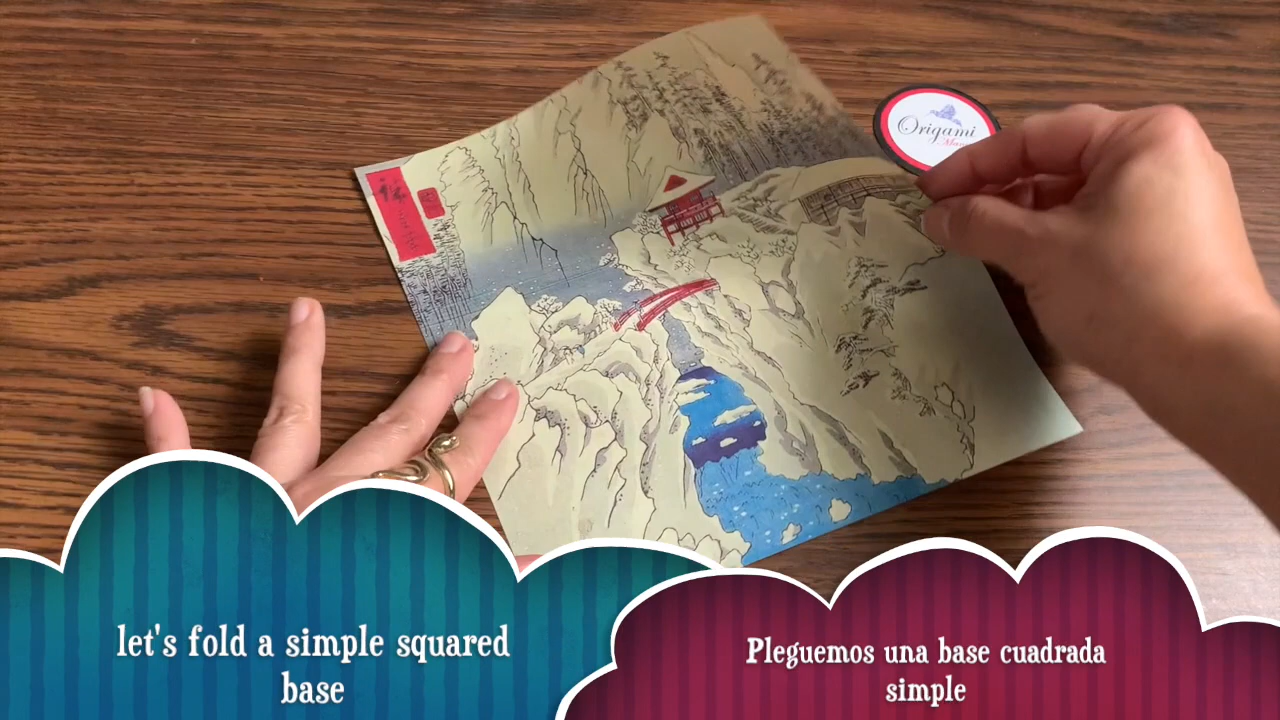 Origami
let's fold a simple squared
base
Pleguemos una base cuadrada
simple